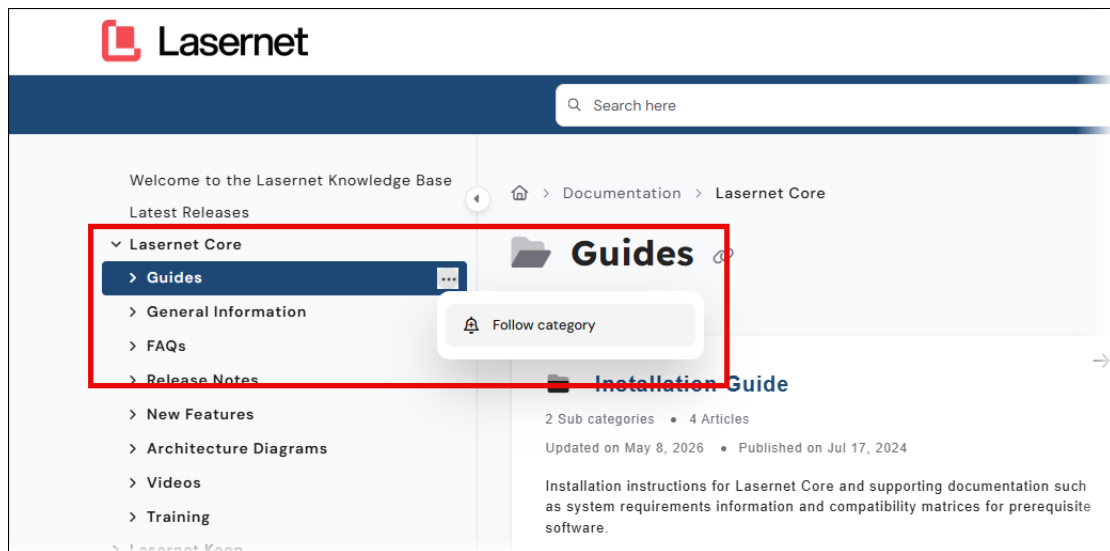 Lasernet
Search here
Welcome to the Lasernet Knowledge Base
Latest Releases
Lasernet Core
Guides
General Information
FAQs
Release Notes
New Features
Architecture Diagrams
Videos
Training
Lasernet Keep
Documentation > Lasernet Core
Guides
Follow category
Installation Guide
2 Sub categories • 4 Articles
Updated on May 8, 2026 • Published on Jul 17, 2024
Installation instructions for Lasernet Core and supporting documentation such
as system requirements information and compatibility matrices for prerequisite
software.